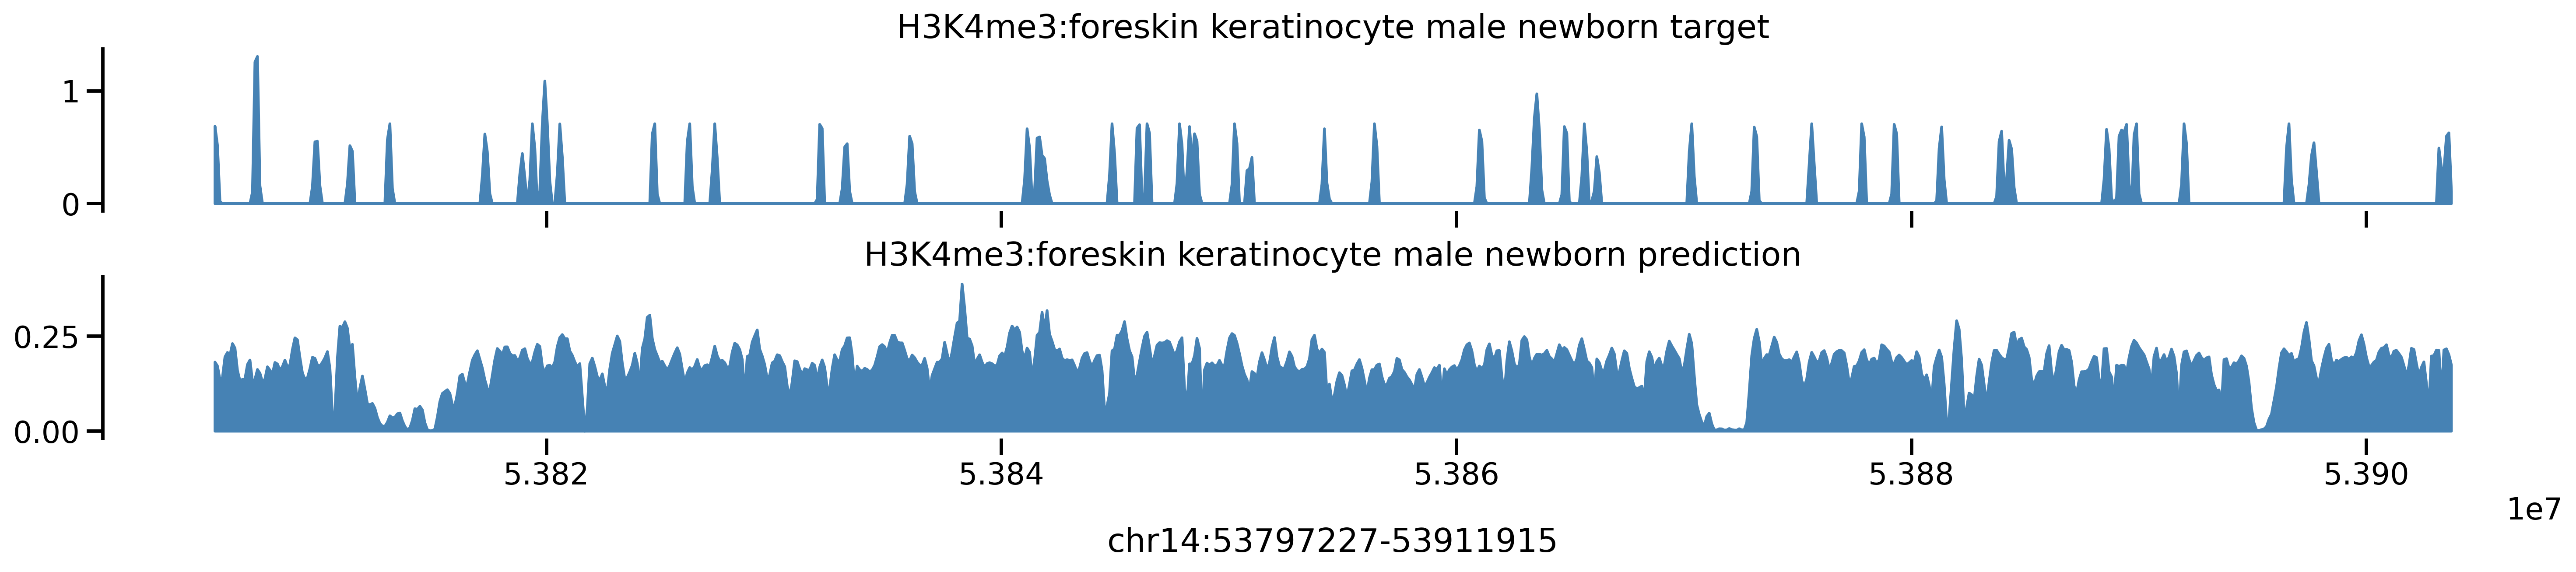 H3K4me3:foreskin keratinocyte male newborn target
1
0
H3K4me3:foreskin keratinocyte male newborn prediction
0.25
0.00
5.382 5.384 5.386 5.388 5.390
1e7
chr14:53797227-53911915